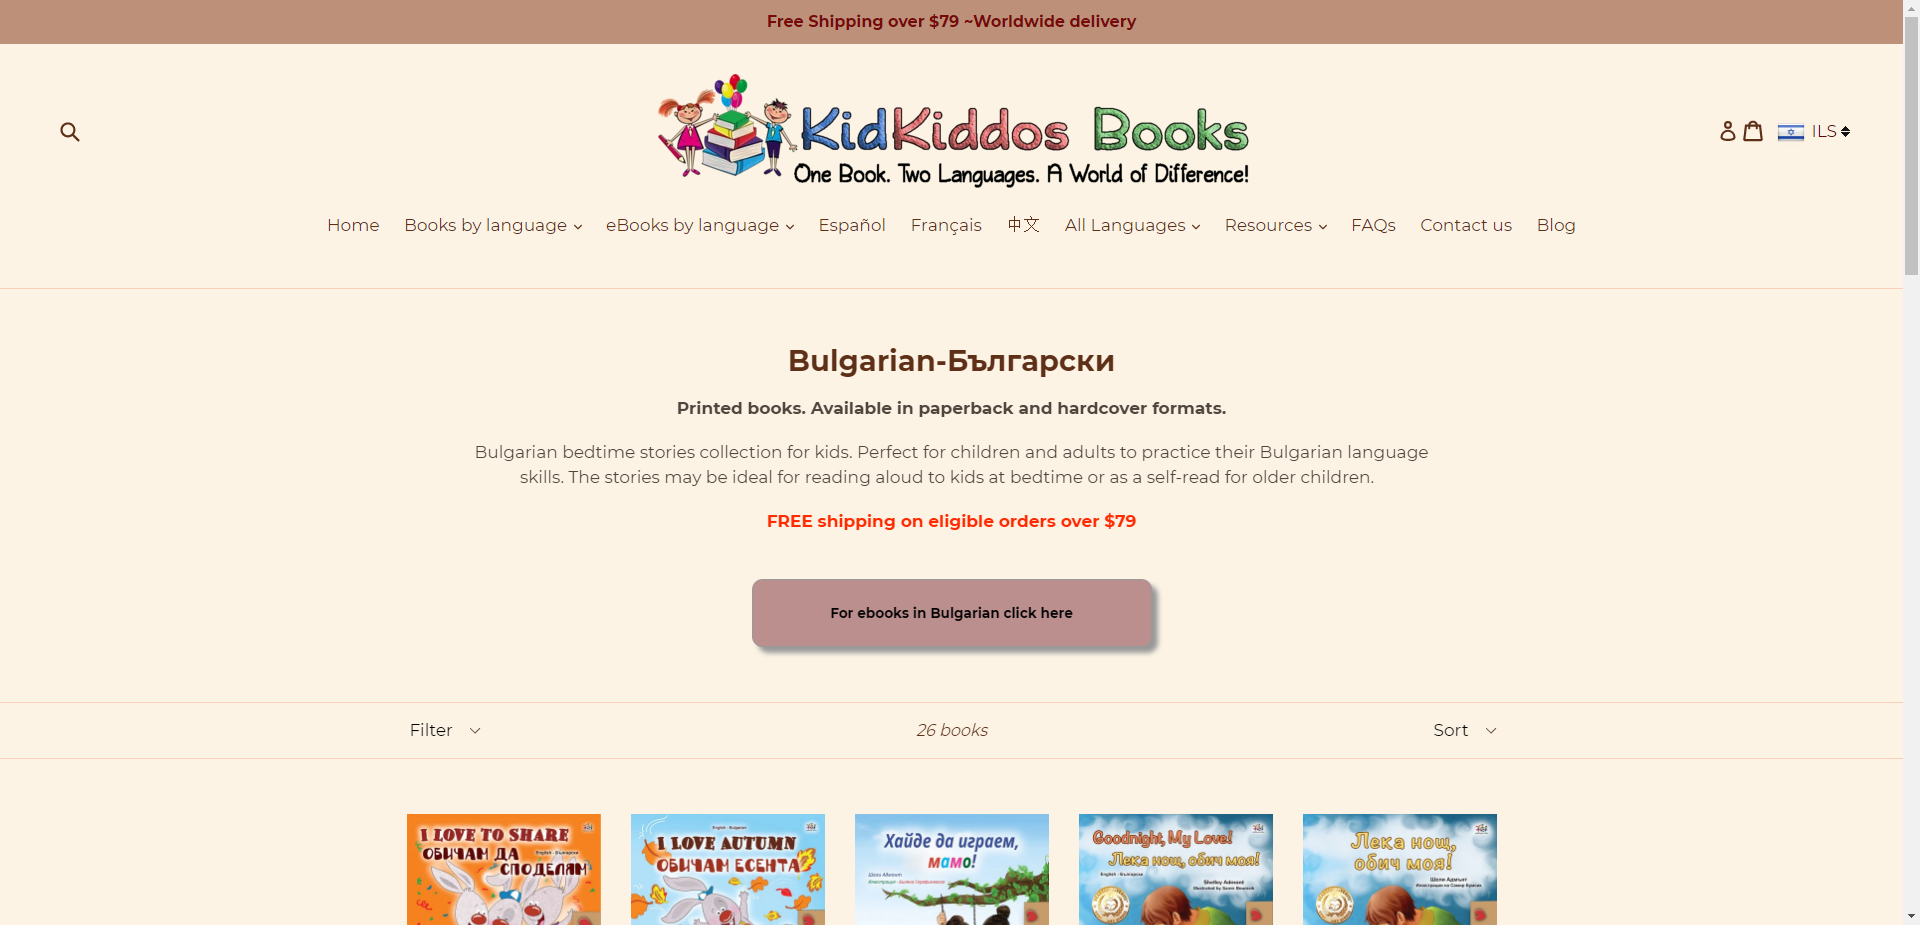 Free Shipping over $79 ~Worldwide delivery
KidKiddos Books
One Book. Two Languages. A World of Difference!
ILS
Home Books by language eBooks by language Español Français 中文 All Languages Resources FAQs Contact us Blog
Bulgarian-Български
Printed books. Available in paperback and hardcover formats.
Bulgarian bedtime stories collection for kids. Perfect for children and adults to practice their Bulgarian language
skills. The stories may be ideal for reading aloud to kids at bedtime or as a self-read for older children.
FREE shipping on eligible orders over $79
For ebooks in Bulgarian click here
Filter 26 books Sort
I LOVE TO SHARE
English - Български
ОБИЧАМ ДА
СПОДЕЛЯМ
English - Bulgarian
I LOVE AUTUMN
ОБИЧАМ ЕСЕНТА
Хайде да играем,
мамо!
Шели Адмонт
Goodnight, My Love!
Лека нощ, обич моя!
English - Български
Shelley Admont
Лека нощ,
обич моя!
Шели Адмънт